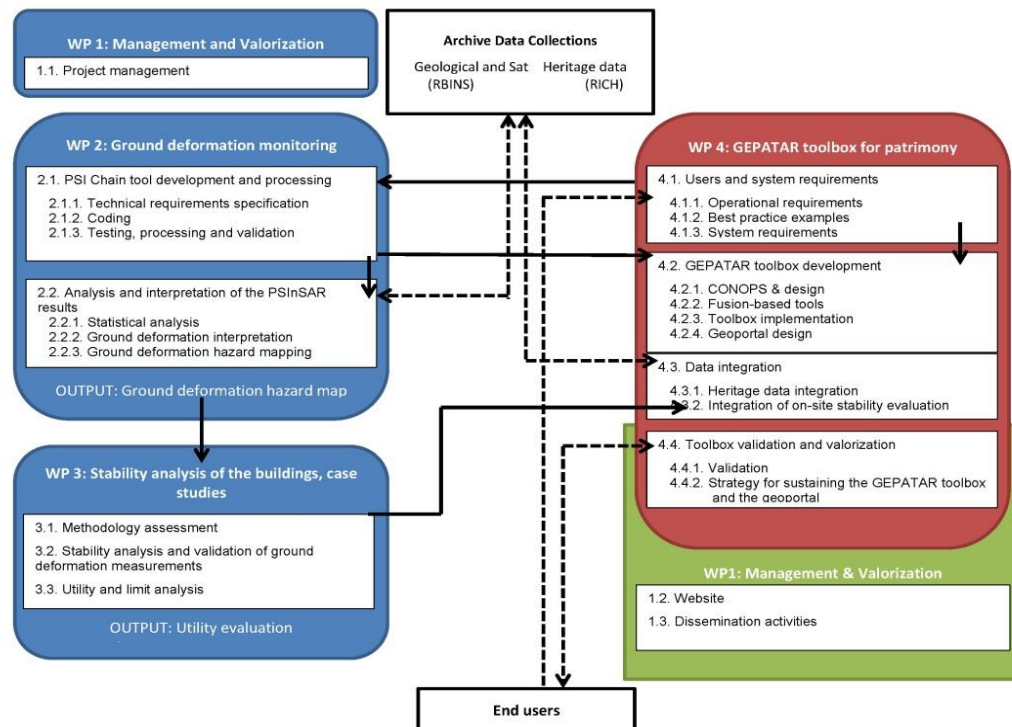 WP 1: Management and Valorization
1.1. Project management
Archive Data Collections
Geological and Sat Heritage data
(RBINS) (RICH)
WP 2: Ground deformation monitoring
2.1. PSI Chain tool development and processing
2.1.1. Technical requirements specification
2.1.2. Coding
2.1.3. Testing, processing and validation
2.2. Analysis and interpretation of the PSInSAR
results
2.2.1. Statistical analysis
2.2.2. Ground deformation interpretation
2.2.3. Ground deformation hazard mapping
OUTPUT: Ground deformation hazard map
WP 3: Stability analysis of the buildings, case
studies
3.1. Methodology assessment
3.2. Stability analysis and validation of ground
deformation measurements
3.3. Utility and limit analysis
OUTPUT: Utility evaluation
WP 4: GEPATAR toolbox for patrimony
4.1. Users and system requirements
4.1.1. Operational requirements
4.1.2. Best practice examples
4.1.3. System requirements
4.2. GEPATAR toolbox development
4.2.1. CONOPS & design
4.2.2. Fusion-based tools
4.2.3. Toolbox implementation
4.2.4. Geoportal design
4.3. Data integration
4.3.1. Heritage data integration
4.3.2. Integration of on-site stability evaluation
4.4. Toolbox validation and valorization
4.4.1. Validation
4.4.2. Strategy for sustaining the GEPATAR toolbox
and the geoportal
WP1: Management & Valorization
1.2. Website
1.3. Dissemination activities
End users